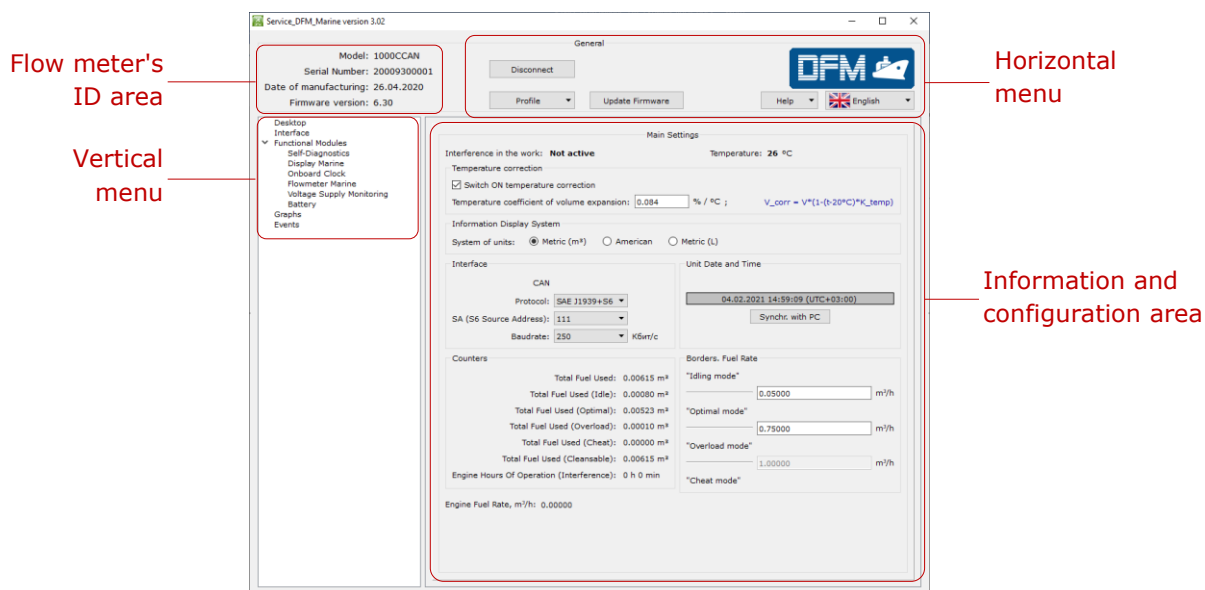 Service_DFM_Marine version 3.02
Flow meter's
ID area
Model: 1000CCAN
Serial Number: 20009300001
Date of manufacturing: 26.04.2020
Firmware version: 6.30
General
Disconnect
DFM
Profile
Update Firmware
Help
English
Horizontal
menu
Vertical
menu
Desktop
Interface
Functional Modules
Self-Diagnostics
Display Marine
Onboard Clock
Flowmeter Marine
Voltage Supply Monitoring
Battery
Graphs
Events
Main Settings
Interference in the work: Not active
Temperature: 26 ºC
Temperature correction
Switch ON temperature correction
Temperature coefficient of volume expansion: 0.084 % / ºC ; V_corr = V*(1-(t-20ºC)*K_temp)
Information Display System
System of units: Metric (m³) American Metric (L)
Interface
CAN
Protocol: SAE J1939+S6
SA (S6 Source Address): 111
Baudrate: 250 Кбит/с
Unit Date and Time
04.02.2021 14:59:09 (UTC+03:00)
Synchr. with PC
Counters
Total Fuel Used: 0.00615 m³
Total Fuel Used (Idle): 0.00080 m³
Total Fuel Used (Optimal): 0.00523 m³
Total Fuel Used (Overload): 0.00010 m³
Total Fuel Used (Cheat): 0.00000 m³
Total Fuel Used (Cleansable): 0.00615 m³
Engine Hours Of Operation (Interference): 0 h 0 min
Borders. Fuel Rate
"Idling mode"
0.05000 m³/h
"Optimal mode"
0.75000 m³/h
"Overload mode"
1.00000 m³/h
"Cheat mode"
Engine Fuel Rate, m³/h: 0.00000
Information and
configuration area